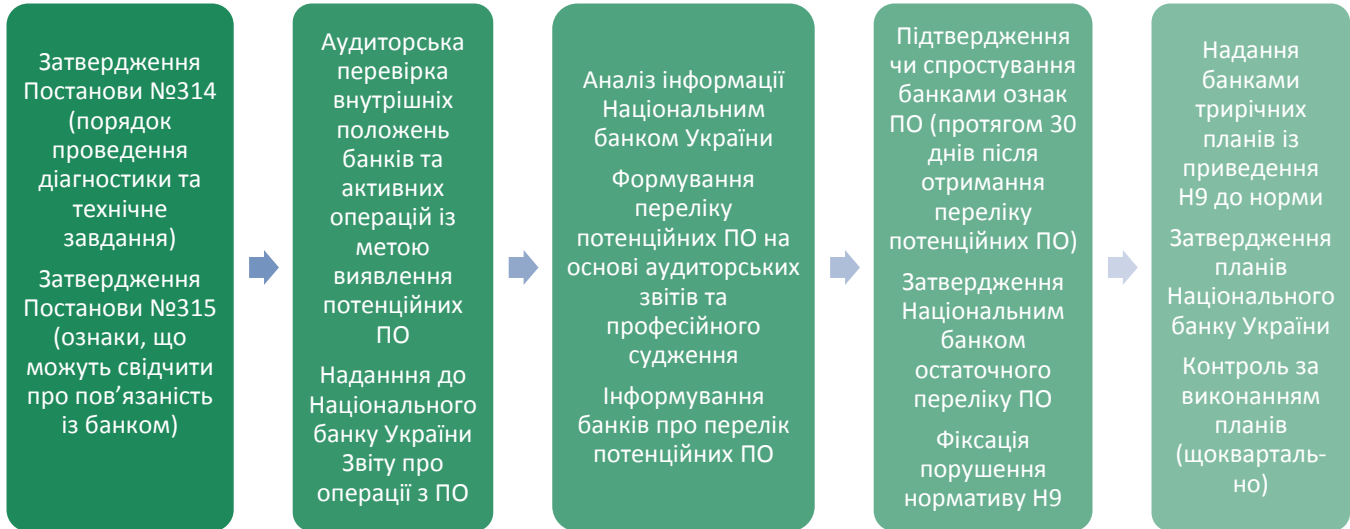 Затвердження
Постанови №314
(порядок
проведення
діагностики та
технічне
завдання)
Затвердження
Постанови №315
(ознаки, що
можуть свідчити
про пов’язаність
із банком)
Аудиторська
перевірка
внутрішніх
положень
банків та
активних
операцій із
метою
виявлення
потенційних
ПО
Наданння до
Національного
банку України
Звіту про
операції з ПО
Аналіз інформації
Національним
банком України
Формування
переліку
потенційних ПО на
основі аудиторських
звітів та
професійного
судження
Інформування
банків про перелік
потенційних ПО
Підтвердження
чи спростування
банками ознак
ПО (протягом 30
днів після
отримання
переліку
потенційних ПО)
Затвердження
Національним
банком
остаточного
переліку ПО
Фіксація
порушення
нормативу Н9
Надання
банками
трирічних
планів із
приведення
Н9 до норми
Затвердження
планів
Національного
банку України
Контроль за
виконанням
планів
(щокварталь-
но)